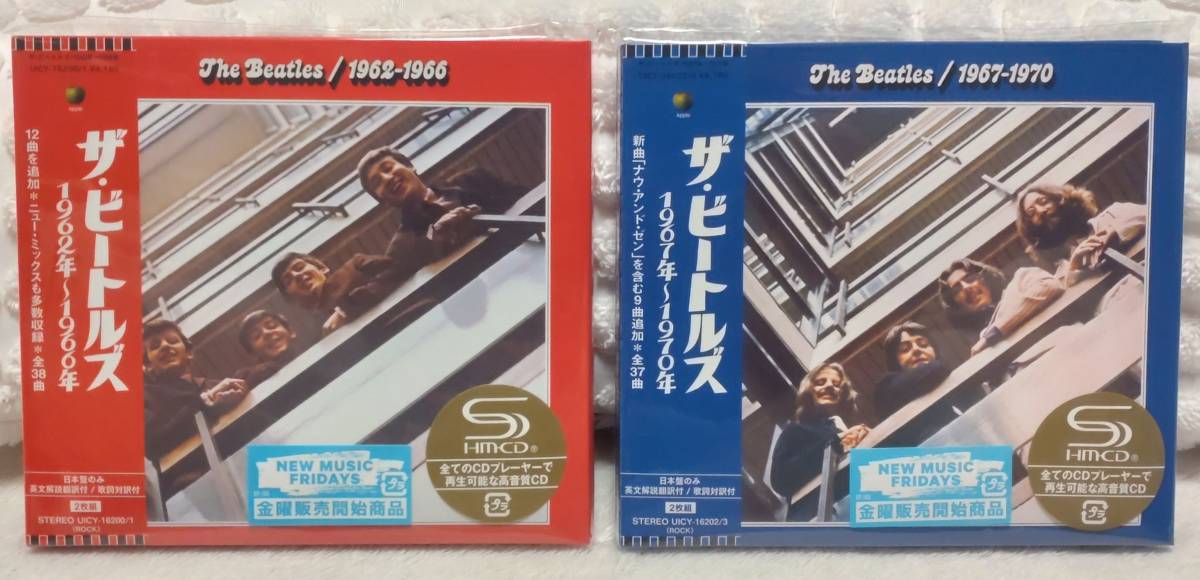 UICY-16200/1
The Beatles / 1962-1966
Apple
ザ・ビートルズ
1962年～1966年
12曲を追加＊ニュー・ミックスも多数収録＊全38曲
日本盤のみ
英文解説翻訳付 / 歌詞対訳付
2枚組
STEREO UICY-16200/1
(ROCK)
NEW MUSIC
FRIDAYS
金曜販売開始商品
HM-CD®
全てのCDプレーヤーで
再生可能な高音質CD
The Beatles / 1967-1970
Apple
ザ・ビートルズ
1967年～1970年
新曲「ナウ・アンド・ゼン」を含む9曲追加＊全37曲
日本盤のみ
英文解説翻訳付 / 歌詞対訳付
2枚組
STEREO UICY-16202/3
(ROCK)
NEW MUSIC
FRIDAYS
金曜販売開始商品
HM-CD®
全てのCDプレーヤーで
再生可能な高音質CD